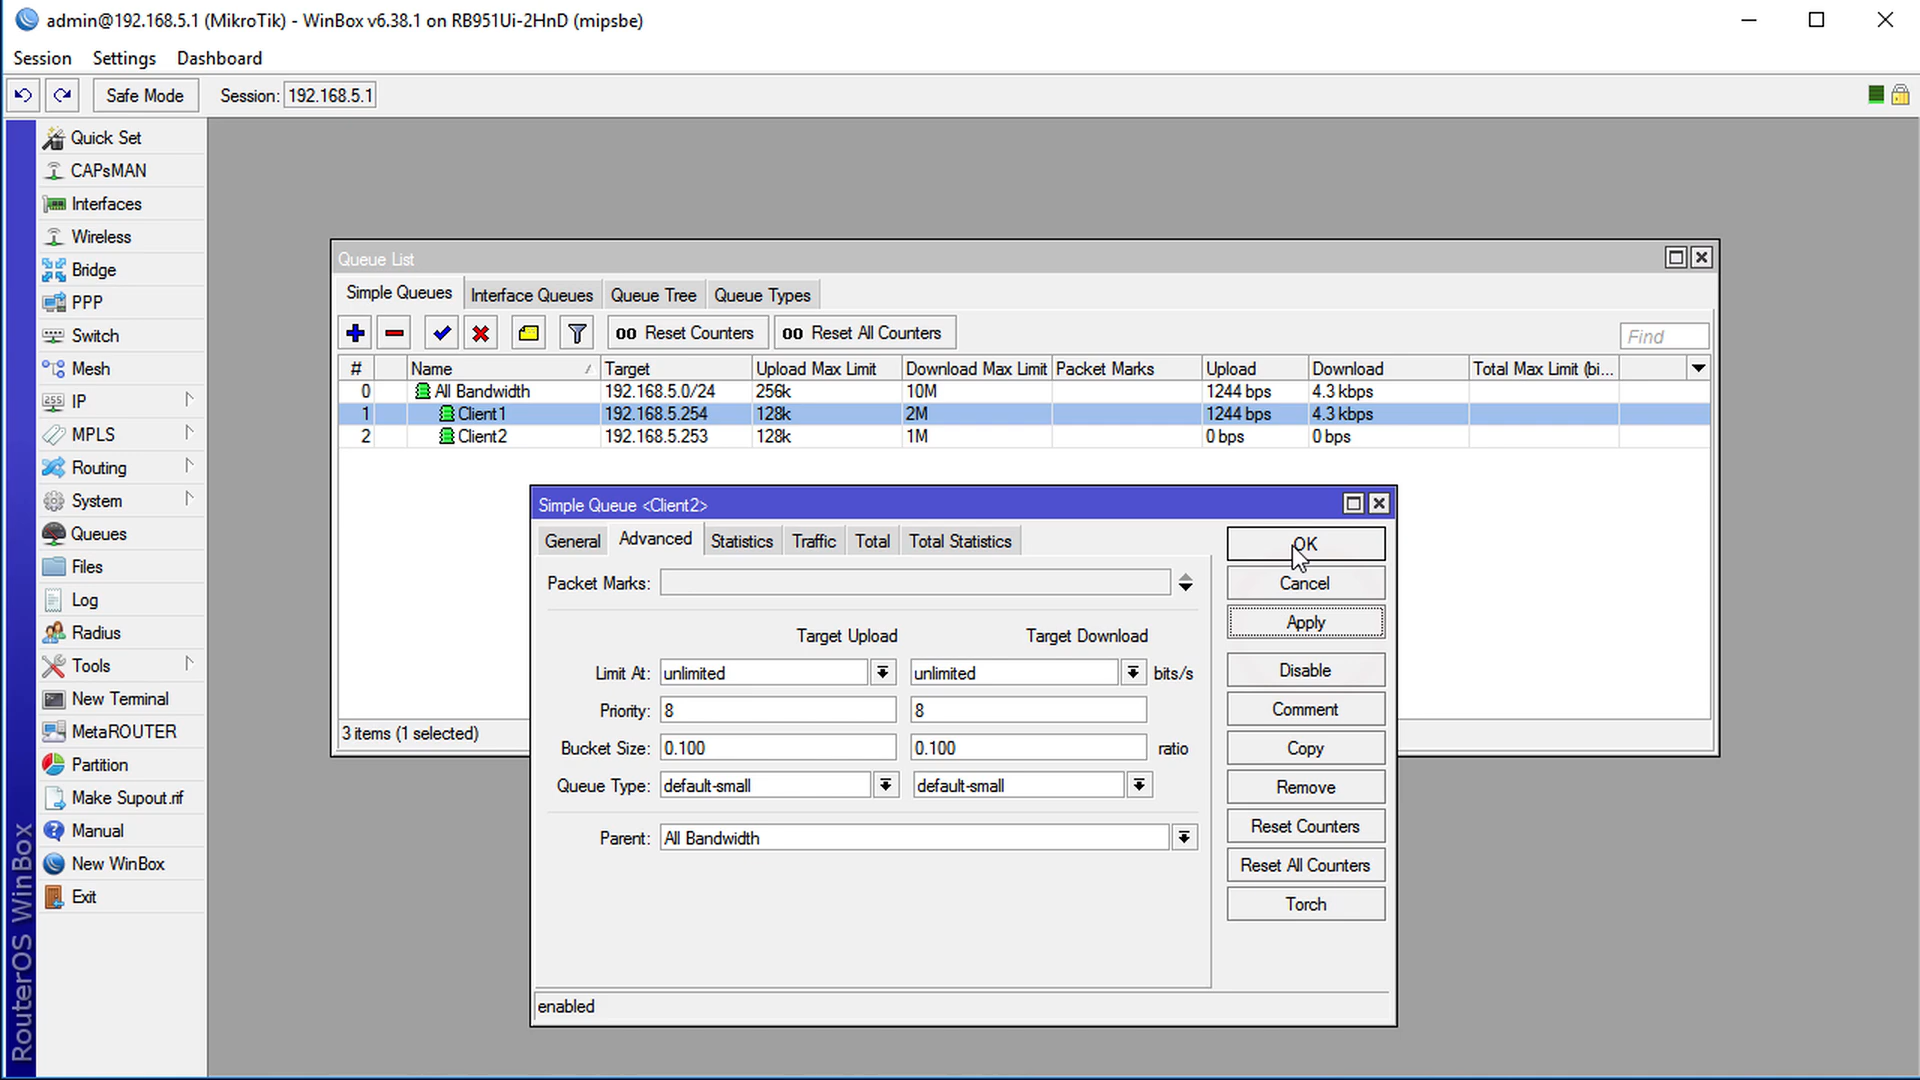 admin@192.168.5.1 (MikroTik) - WinBox v6.38.1 on RB951Ui-2HnD (mipsbe)
Session Settings Dashboard
Safe Mode Session: 192.168.5.1
Quick Set
CAPsMAN
Interfaces
Wireless
Bridge
PPP
Switch
Mesh
255 IP
MPLS
Routing
System
Queues
Files
Log
Radius
Tools
New Terminal
MetaROUTER
Partition
Make Supout.rif
Manual
New WinBox
Exit
RouterOS WinBox
Queue List
Simple Queues Interface Queues Queue Tree Queue Types
00 Reset Counters 00 Reset All Counters Find
# Name Target Upload Max Limit Download Max Limit Packet Marks Upload Download Total Max Limit (bi...
0 All Bandwidth 192.168.5.0/24 256k 10M 1244 bps 4.3 kbps
1 Client1 192.168.5.254 128k 2M 1244 bps 4.3 kbps
2 Client2 192.168.5.253 128k 1M 0 bps 0 bps
3 items (1 selected)
Simple Queue <Client2>
General Advanced Statistics Traffic Total Total Statistics
Packet Marks:
Target Upload Target Download
Limit At: unlimited unlimited bits/s
Priority: 8 8
Bucket Size: 0.100 0.100 ratio
Queue Type: default-small default-small
Parent: All Bandwidth
OK
Cancel
Apply
Disable
Comment
Copy
Remove
Reset Counters
Reset All Counters
Torch
enabled